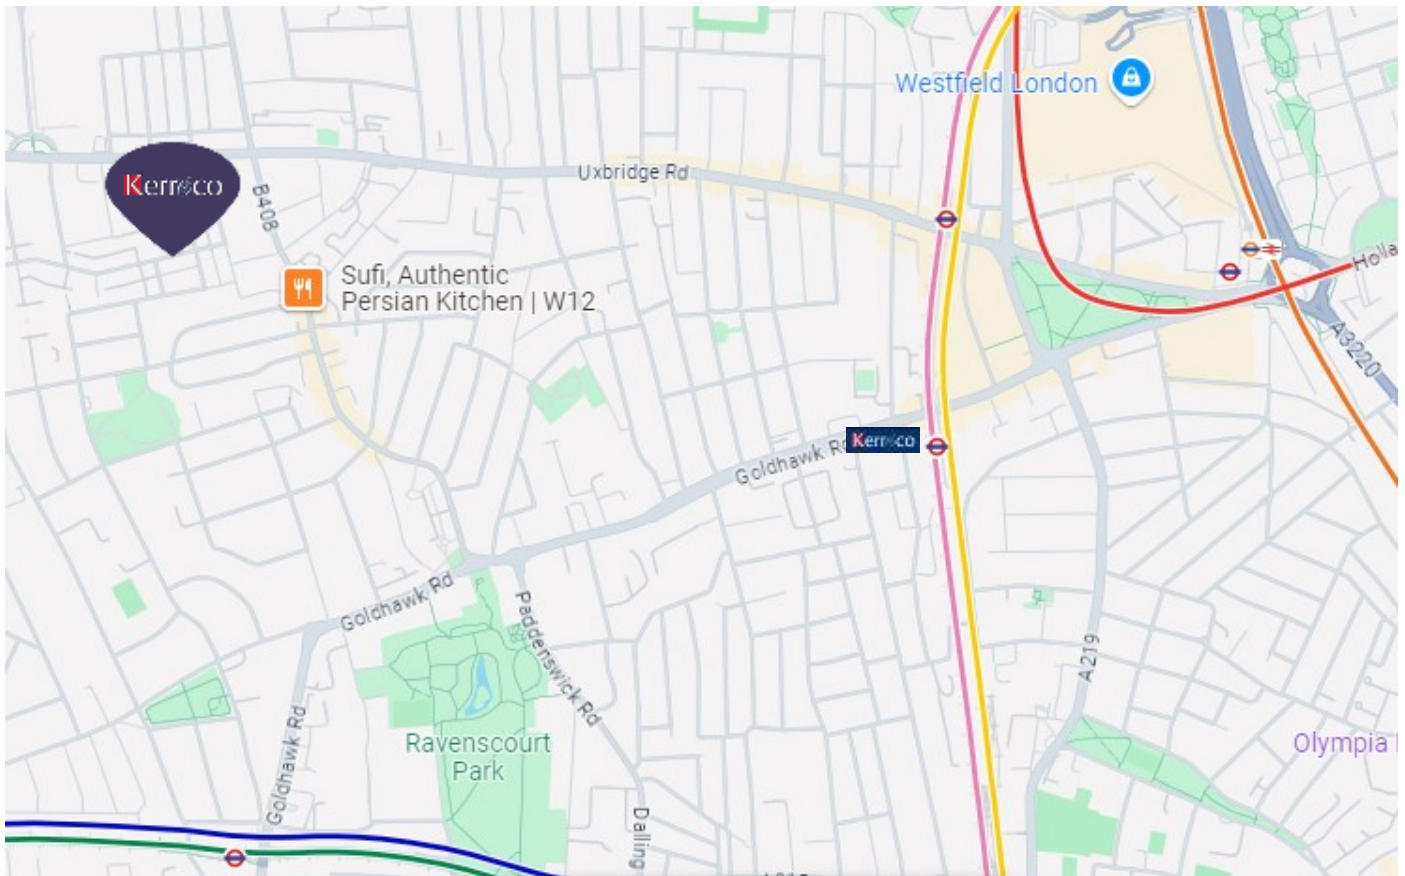 Westfield London
Uxbridge Rd
Kerr&co
B408
Sufi, Authentic
Persian Kitchen | W12
Holla
A3220
Kerr&co
Goldhawk Rd
Goldhawk Rd
Paddenswick Rd
A219
Goldhawk Rd
Ravenscourt
Park
Olympia
Dalling